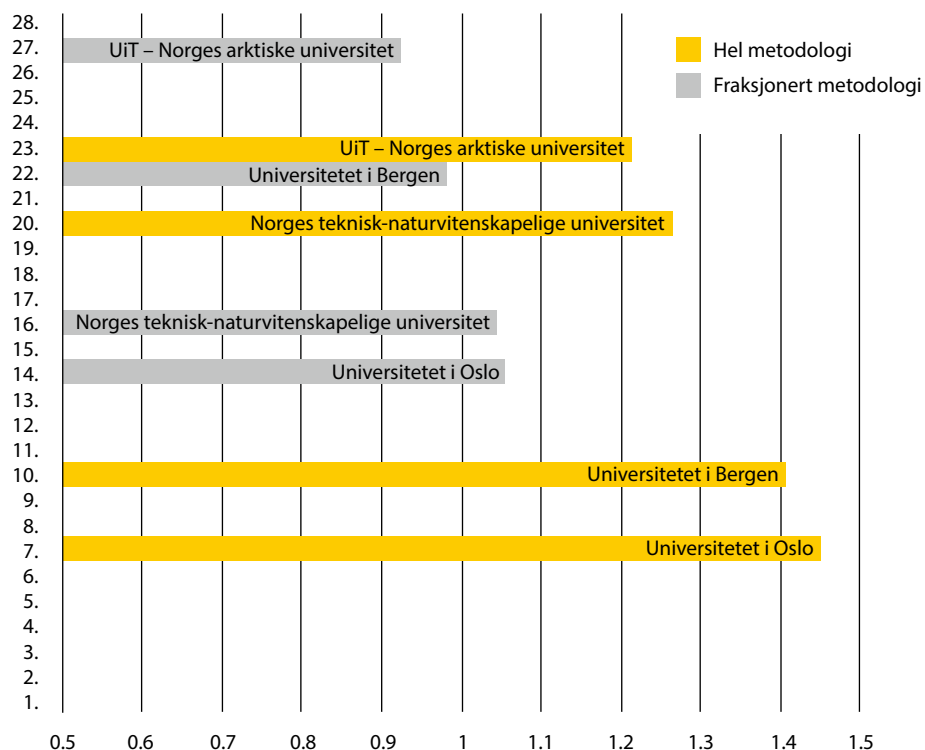 28.
27. UiT – Norges arktiske universitet
26.
25.
24.
23. UiT – Norges arktiske universitet
22. Universitetet i Bergen
21.
20. Norges teknisk-naturvitenskapelige universitet
19.
18.
17.
16. Norges teknisk-naturvitenskapelige universitet
15.
14. Universitetet i Oslo
13.
12.
11.
10. Universitetet i Bergen
9.
8.
7. Universitetet i Oslo
6.
5.
4.
3.
2.
1.
0.5 0.6 0.7 0.8 0.9 1 1.1 1.2 1.3 1.4 1.5
Hel metodologi
Fraksjonert metodologi